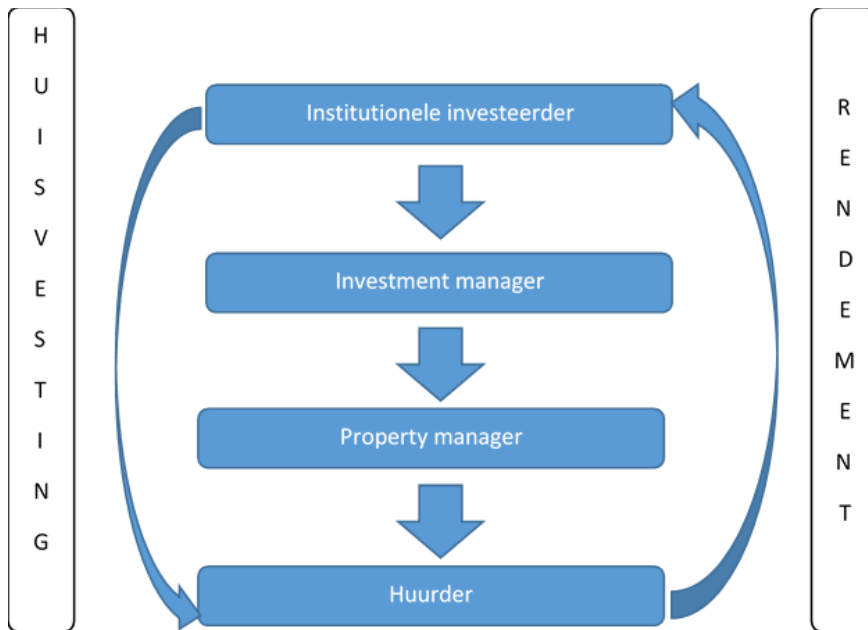 H
U
I
S
V
E
S
T
I
N
G
Institutionele investeerder
Investment manager
Property manager
Huurder
R
E
N
D
E
M
E
N
T